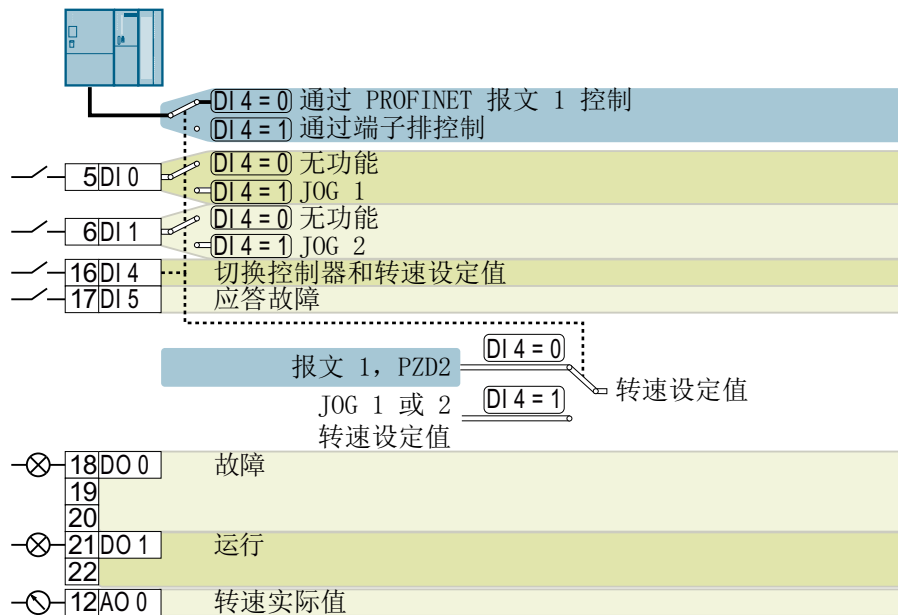 DI 4 = 0 通过 PROFINET 报文 1 控制
DI 4 = 1 通过端子排控制
5 DI 0 DI 4 = 0 无功能
DI 4 = 1 JOG 1
6 DI 1 DI 4 = 0 无功能
DI 4 = 1 JOG 2
16 DI 4 切换控制器和转速设定值
17 DI 5 应答故障
报文 1, PZD2 DI 4 = 0
转速设定值
JOG 1 或 2 DI 4 = 1
转速设定值
18 DO 0 故障
19
20
21 DO 1 运行
22
12 AO 0 转速实际值